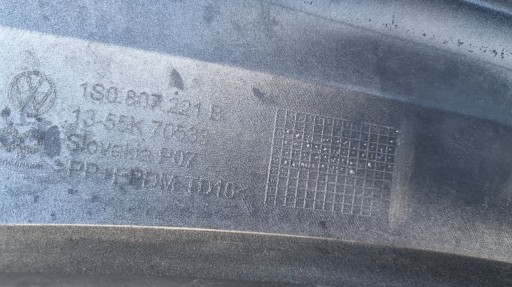 1S0.807.221 B
13-55K 70533
Slovakia P07
>PP+EPDM-TD10<